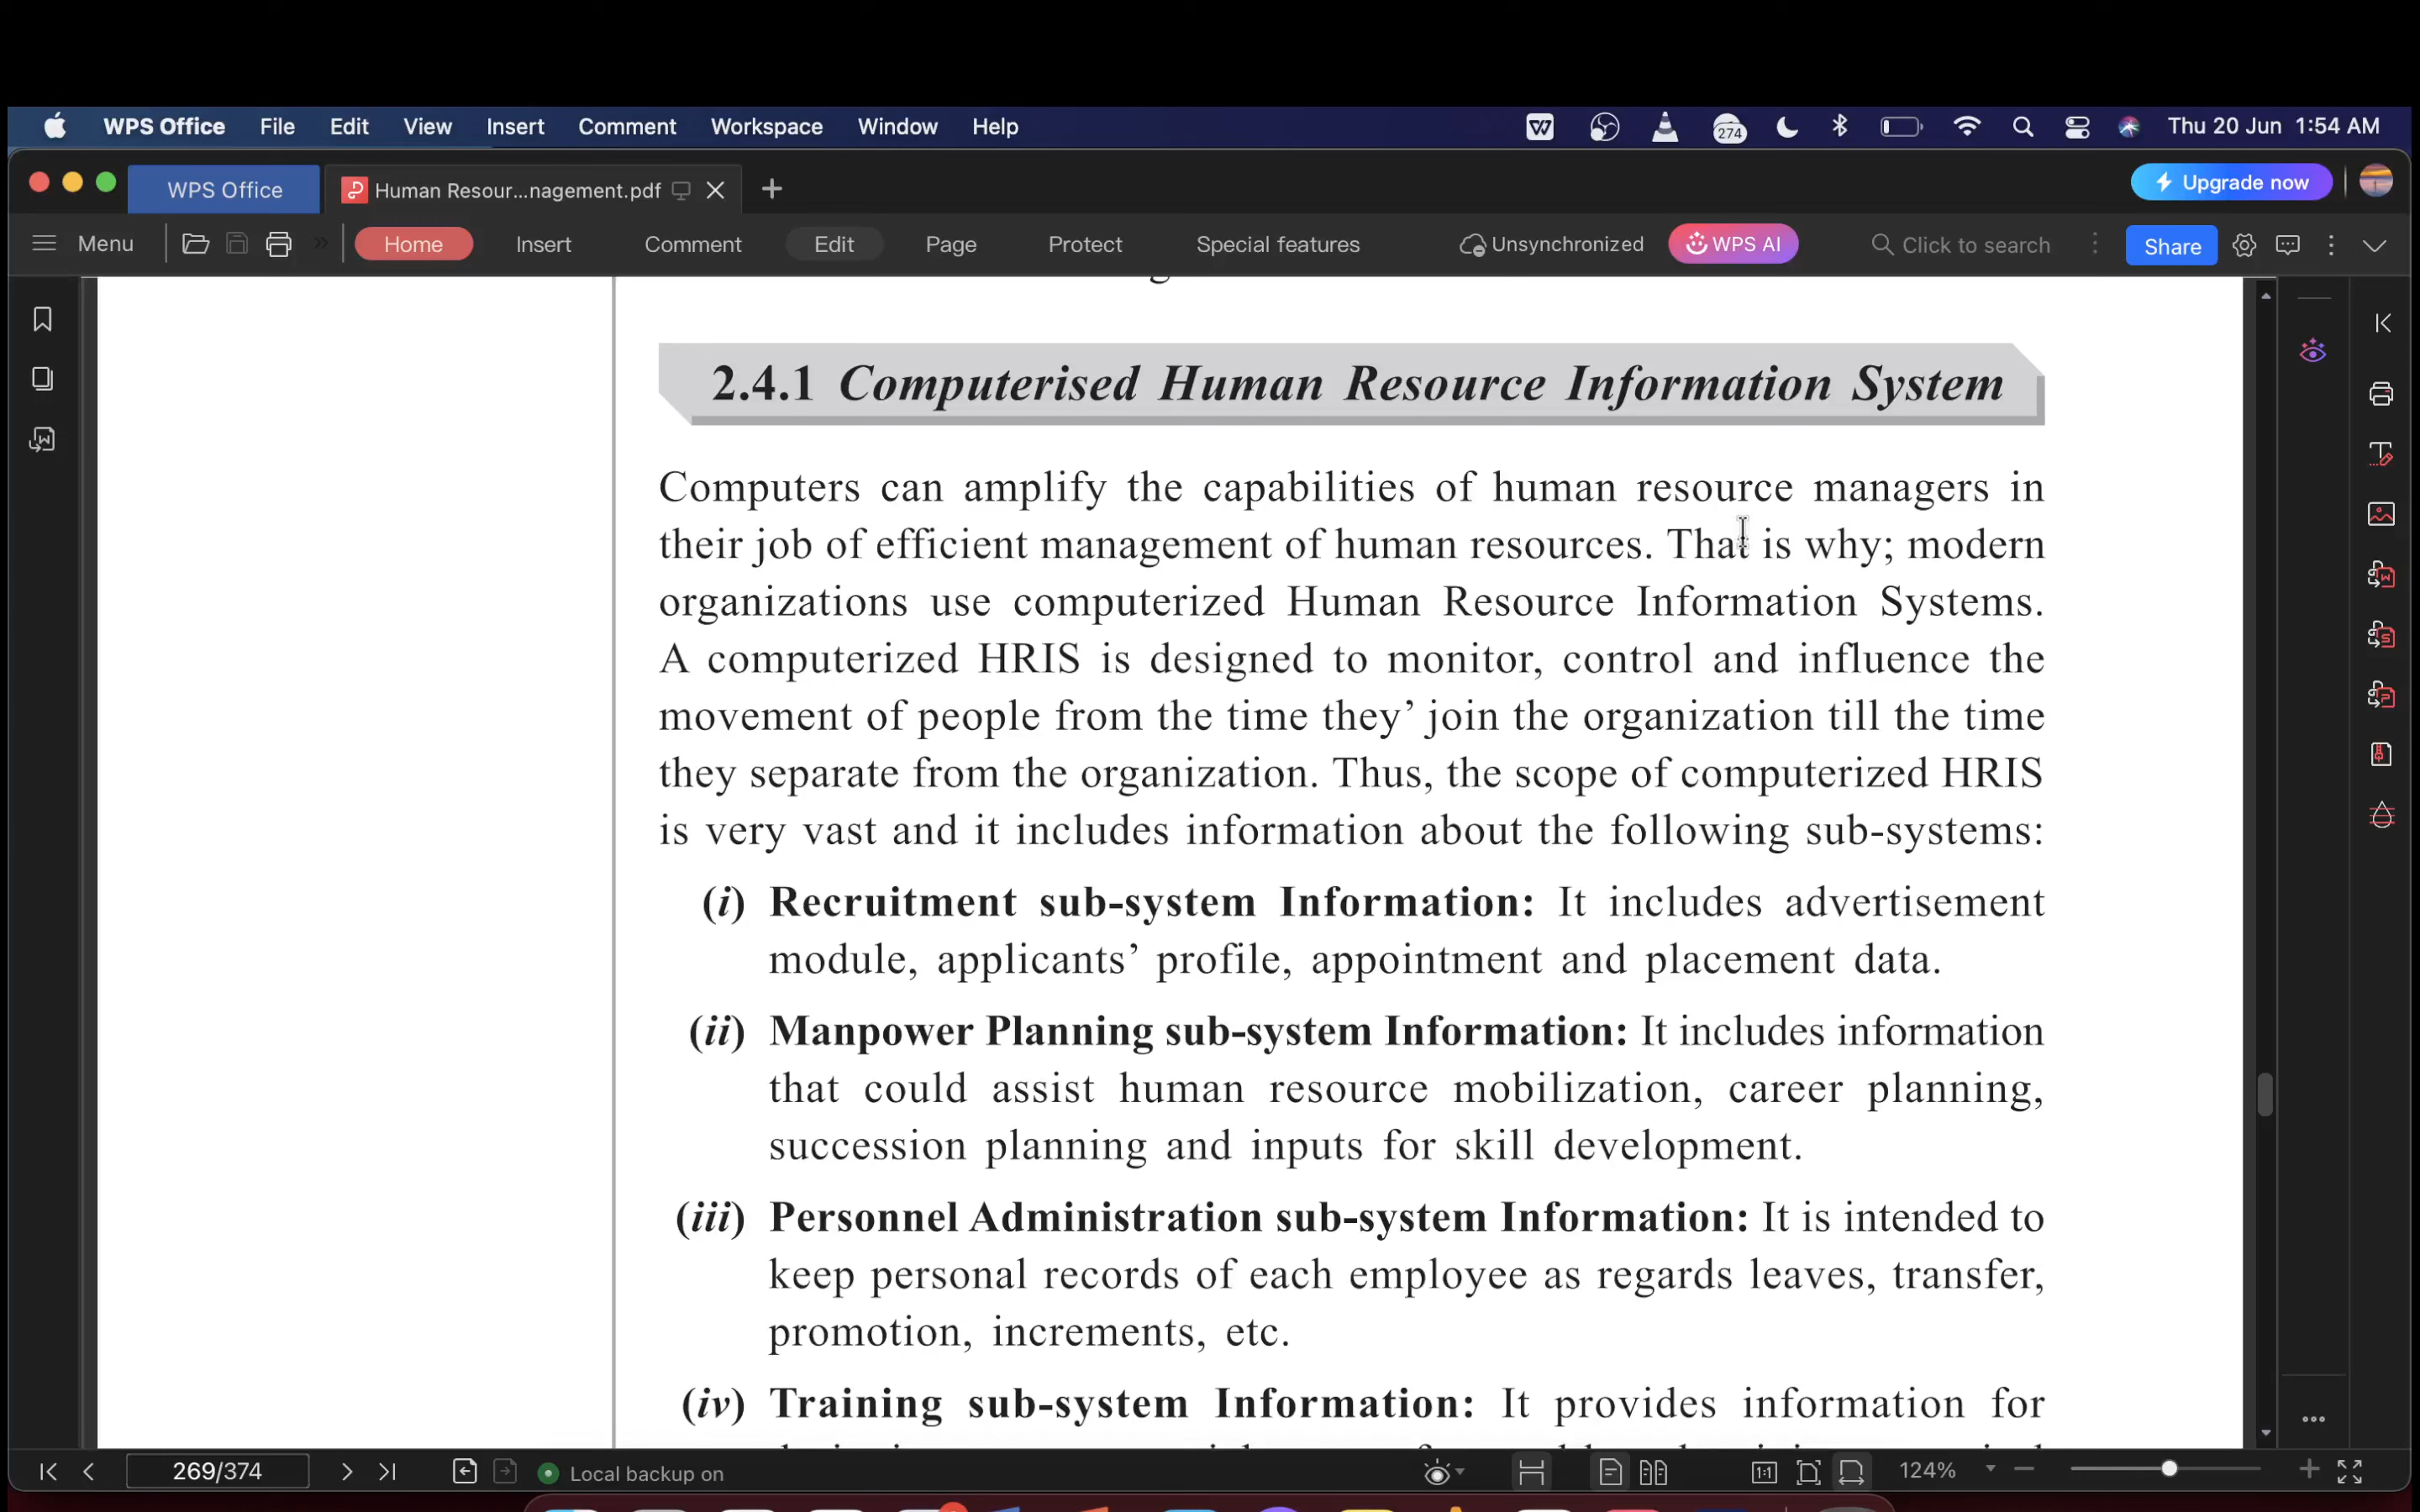 WPS Office File Edit View Insert Comment Workspace Window Help 274 Thu 20 Jun 1:54 AM
WPS Office Human Resour...nagement.pdf Upgrade now
Menu Home Insert Comment Edit Page Protect Special features Unsynchronized WPS AI Click to search Share
2.4.1 Computerised Human Resource Information System
Computers can amplify the capabilities of human resource managers in
their job of efficient management of human resources. That is why; modern
organizations use computerized Human Resource Information Systems.
A computerized HRIS is designed to monitor, control and influence the
movement of people from the time they’ join the organization till the time
they separate from the organization. Thus, the scope of computerized HRIS
is very vast and it includes information about the following sub-systems:
(i) Recruitment sub-system Information: It includes advertisement
module, applicants’ profile, appointment and placement data.
(ii) Manpower Planning sub-system Information: It includes information
that could assist human resource mobilization, career planning,
succession planning and inputs for skill development.
(iii) Personnel Administration sub-system Information: It is intended to
keep personal records of each employee as regards leaves, transfer,
promotion, increments, etc.
(iv) Training sub-system Information: It provides information for
269/374 Local backup on 1:1 124%